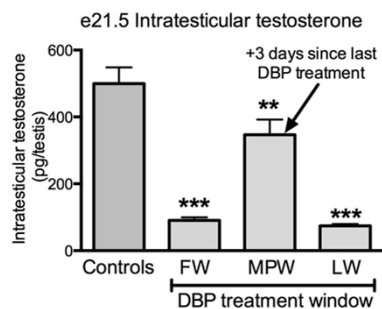 e21.5 Intratesticular testosterone
+3 days since last
DBP treatment
Intratesticular testosterone
(pg/testis)
600
400
200
0
***
**
***
Controls FW MPW LW
DBP treatment window